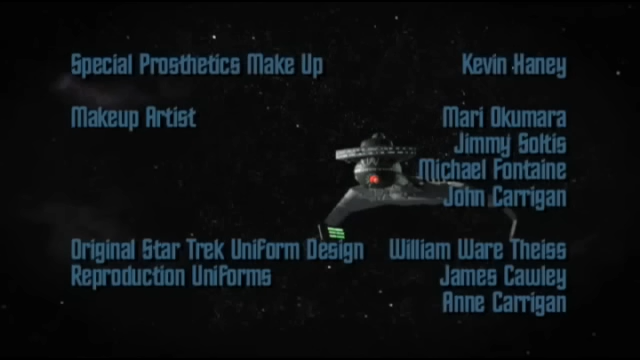 Special Prosthetics Make Up Kevin Haney
Makeup Artist Mari Okumara
Jimmy Soltis
Michael Fontaine
John Carrigan
Original Star Trek Uniform Design William Ware Theiss
Reproduction Uniforms James Cawley
Anne Carrigan